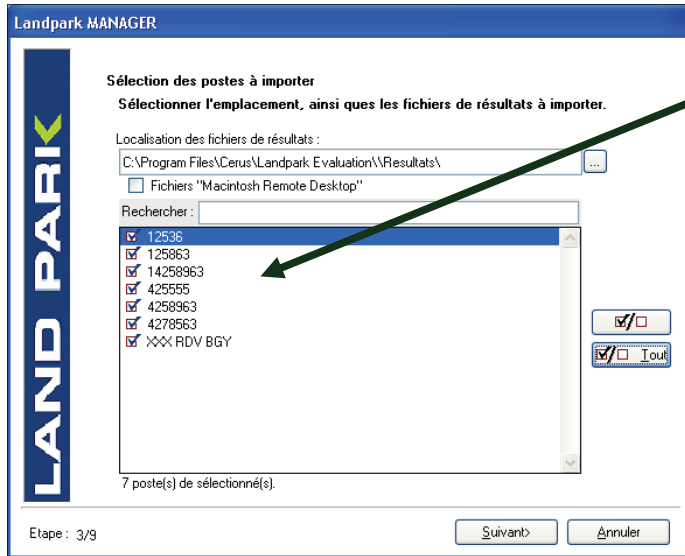 Landpark MANAGER
LAND PARK
Sélection des postes à importer
Sélectionner l'emplacement, ainsi ques les fichiers de résultats à importer.
Localisation des fichiers de résultats :
C:\Program Files\Cerus\Landpark Evaluation\\Resultats\
...
Fichiers "Macintosh Remote Desktop"
Rechercher :
12536
125863
14258963
425555
4258963
4278563
XXX RDV BGY
/
/ Tout
7 poste(s) de sélectionné(s).
Etape : 3/9
Suivant>
Annuler